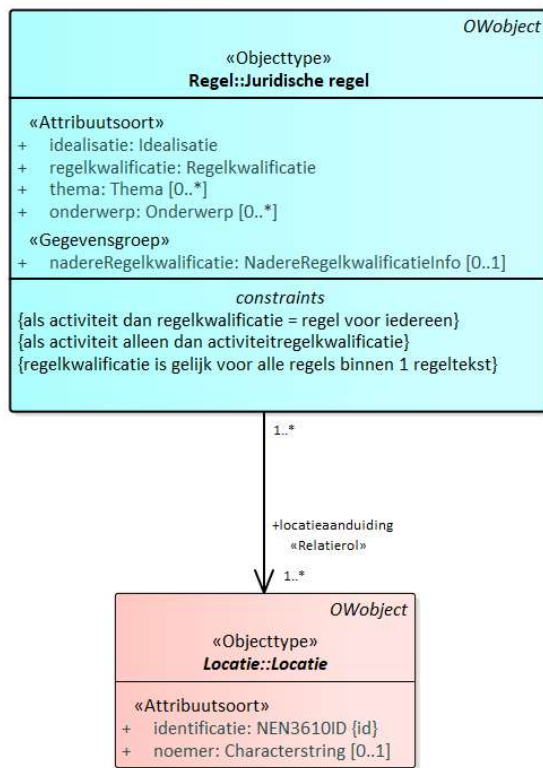 OWobject
«Objecttype»
Regel::Juridische regel
«Attribuutsoort»
+ idealisatie: Idealisatie
+ regelkwalificatie: Regelkwalificatie
+ thema: Thema [0..*]
+ onderwerp: Onderwerp [0..*]
«Gegevensgroep»
+ nadereRegelkwalificatie: NadereRegelkwalificatieInfo [0..1]
constraints
{als activiteit dan regelkwalificatie = regel voor iedereen}
{als activiteit alleen dan activiteitregelkwalificatie}
{regelkwalificatie is gelijk voor alle regels binnen 1 regeltekst}
1..*
+locatieaanduiding
«Relatierol»
1..*
OWobject
«Objecttype»
Locatie::Locatie
«Attribuutsoort»
+ identificatie: NEN3610ID {id}
+ noemer: Characterstring [0..1]